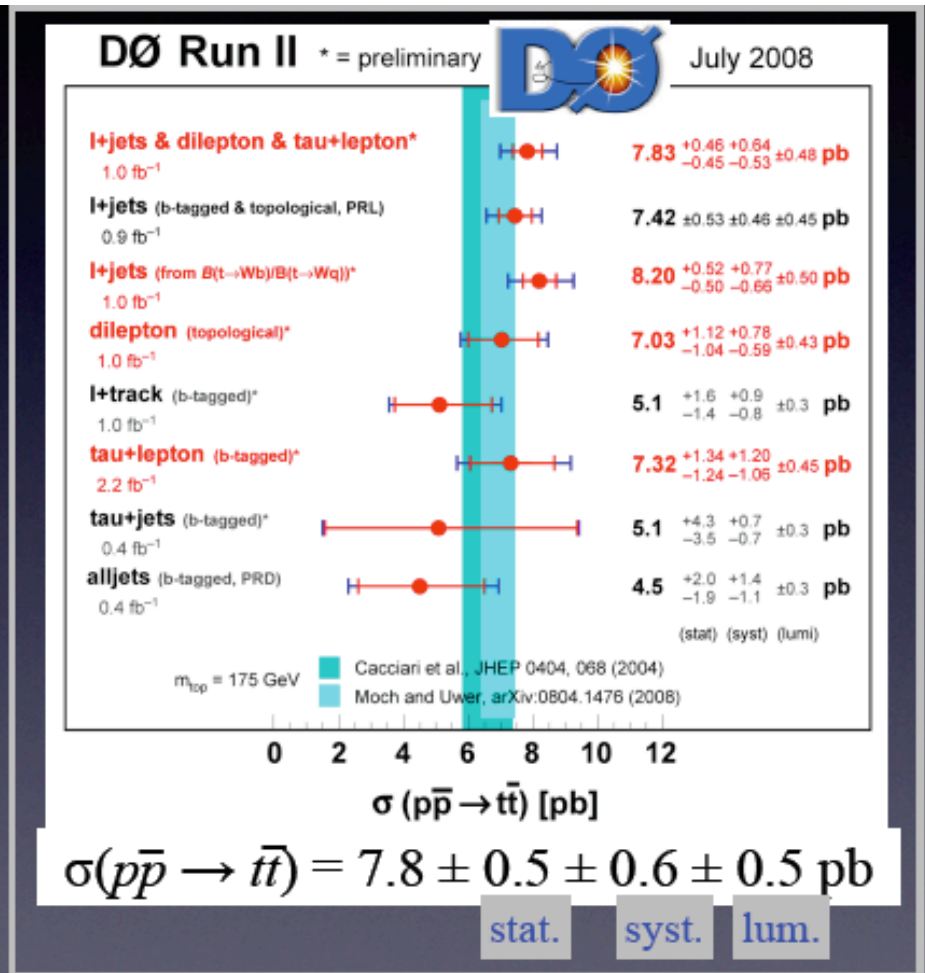 DØ Run II * = preliminary DØ July 2008
l+jets & dilepton & tau+lepton* 7.83 +0.46 −0.45 +0.64 −0.53 ±0.48 pb
1.0 fb⁻¹
l+jets (b-tagged & topological, PRL) 7.42 ±0.53 ±0.46 ±0.45 pb
0.9 fb⁻¹
l+jets (from B(t→Wb)/B(t→Wq))* 8.20 +0.52 −0.50 +0.77 −0.66 ±0.50 pb
1.0 fb⁻¹
dilepton (topological)* 7.03 +1.12 −1.04 +0.78 −0.59 ±0.43 pb
1.0 fb⁻¹
l+track (b-tagged)* 5.1 +1.6 −1.4 +0.9 −0.8 ±0.3 pb
1.0 fb⁻¹
tau+lepton (b-tagged)* 7.32 +1.34 −1.24 +1.20 −1.06 ±0.45 pb
2.2 fb⁻¹
tau+jets (b-tagged)* 5.1 +4.3 −3.5 +0.7 −0.7 ±0.3 pb
0.4 fb⁻¹
alljets (b-tagged, PRD) 4.5 +2.0 −1.9 +1.4 −1.1 ±0.3 pb
0.4 fb⁻¹
(stat) (syst) (lumi)
m_top = 175 GeV
Cacciari et al., JHEP 0404, 068 (2004)
Moch and Uwer, arXiv:0804.1476 (2008)
0 2 4 6 8 10 12
σ (pp̅ → tt̅) [pb]
σ(pp̅ → tt̅) = 7.8 ± 0.5 ± 0.6 ± 0.5 pb
stat. syst. lum.